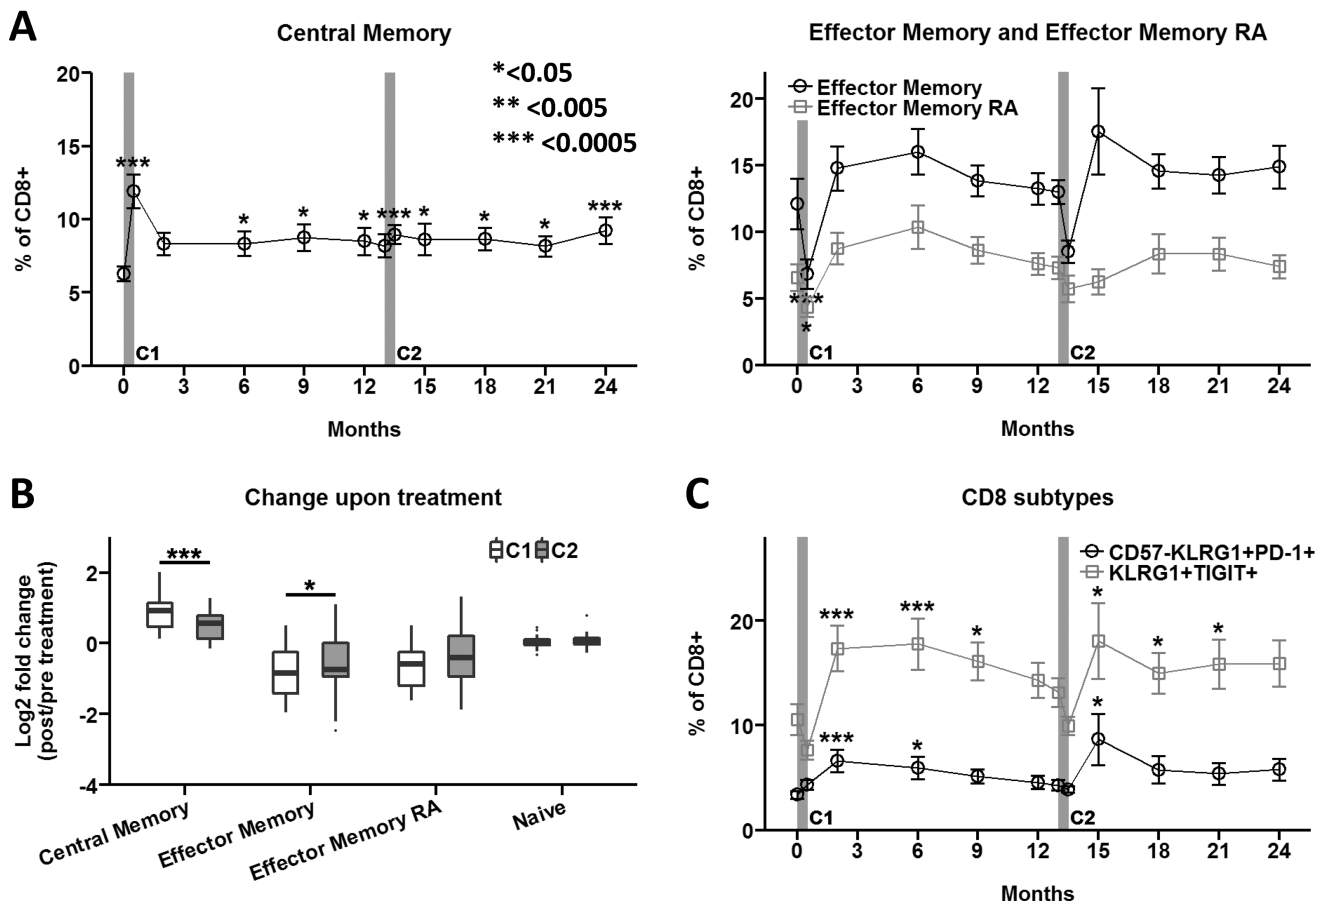 A
Central Memory
*<0.05
** <0.005
*** <0.0005
% of CD8+
20
15
10
5
0
***
*
*
*
***
*
*
*
***
C1
C2
0 3 6 9 12 15 18 21 24
Months
Effector Memory and Effector Memory RA
Effector Memory
Effector Memory RA
% of CD8+
20
15
10
5
0
***
*
C1
C2
0 3 6 9 12 15 18 21 24
Months
B
Change upon treatment
C1 C2
Log2 fold change
(post/pre treatment)
2
0
-2
-4
***
*
Central Memory
Effector Memory
Effector Memory RA
Naive
C
CD8 subtypes
CD57-KLRG1+PD-1+
KLRG1+TIGIT+
% of CD8+
20
10
0
***
***
*
*
*
*
***
*
*
C1
C2
0 3 6 9 12 15 18 21 24
Months